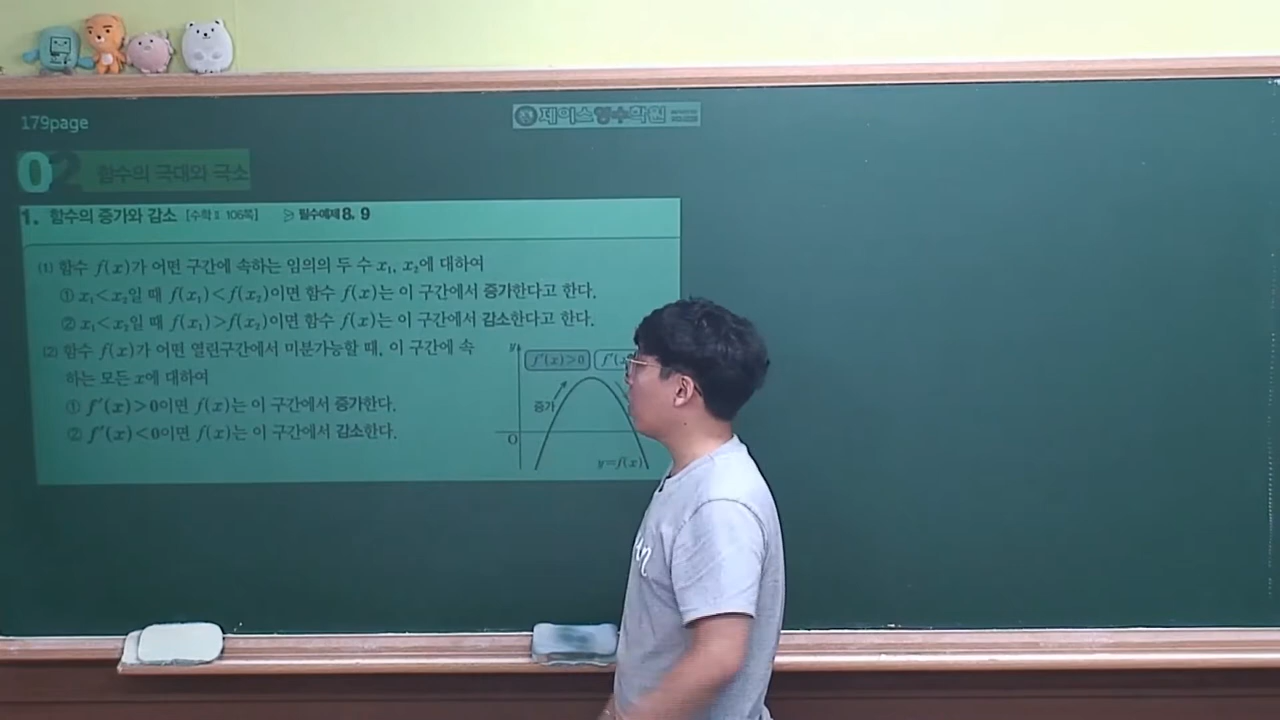 179page
제이스영수학원
02 함수의 극대와 극소
1. 함수의 증가와 감소 [수학Ⅱ 106쪽] 필수예제 8, 9
(1) 함수 f(x)가 어떤 구간에 속하는 임의의 두 수 x₁, x₂에 대하여
① x₁<x₂일 때 f(x₁)<f(x₂)이면 함수 f(x)는 이 구간에서 증가한다고 한다.
② x₁<x₂일 때 f(x₁)>f(x₂)이면 함수 f(x)는 이 구간에서 감소한다고 한다.
(2) 함수 f(x)가 어떤 열린구간에서 미분가능할 때, 이 구간에 속
하는 모든 x에 대하여
① f′(x)>0이면 f(x)는 이 구간에서 증가한다.
② f′(x)<0이면 f(x)는 이 구간에서 감소한다.
y
f′(x)>0 f′(x
증가
O
y=f(x)